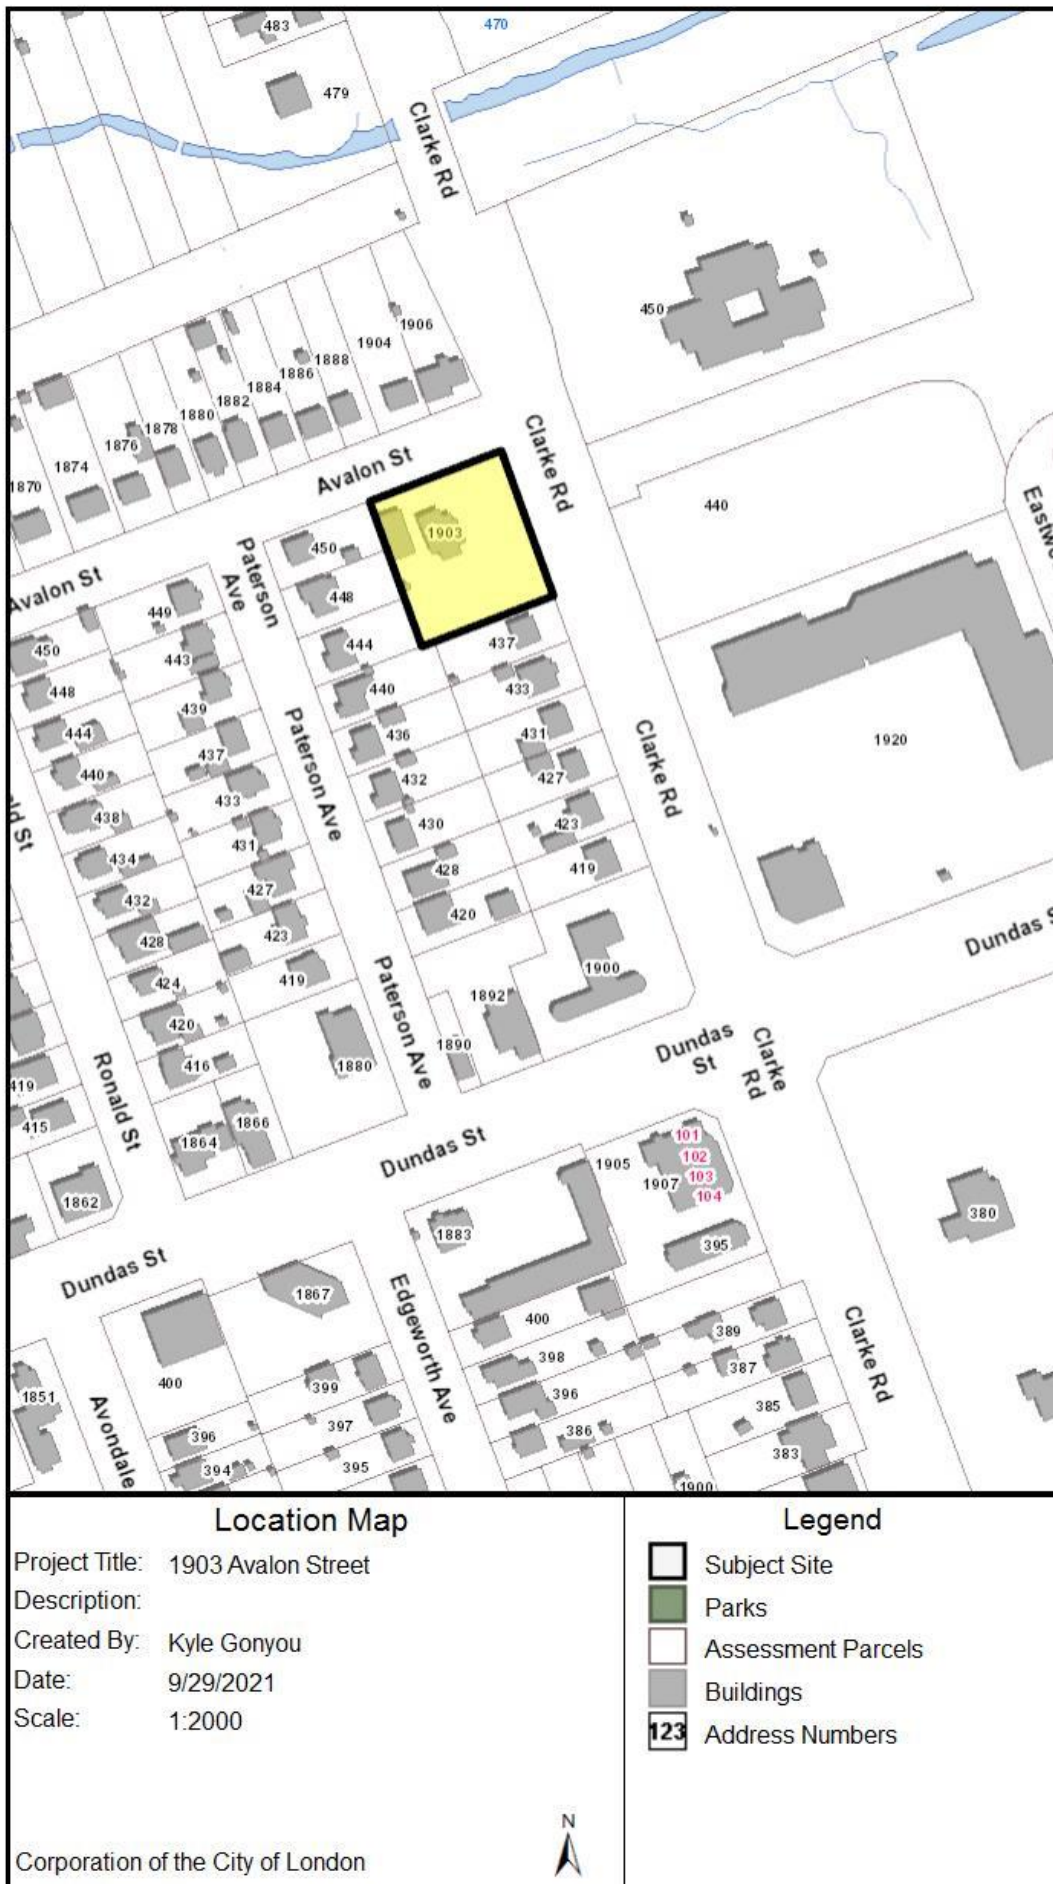 483
470
479
Clarke Rd
450
1906
1904
1888
1886
1884
1882
1880
1878
1876
1874
1870
Avalon St
Clarke Rd
440
1903
450
448
Paterson Ave
Avalon St
449
443
450
448
444
437
440
433
439
444
436
431
437
1920
440
432
427
433
Paterson Ave
Clarke Rd
438
430
423
431
434
428
419
427
432
420
423
428
Dundas
419
424
1900
1892
Paterson Ave
420
416
1880
1890
Dundas St
Clarke Rd
419
415
Ronald St
1866
1864
Dundas St
1905
101
102
103
104
1907
1862
1883
395
380
Dundas St
1867
Edgeworth Ave
400
389
Clarke Rd
398
387
400
399
396
385
1851
Avondale
397
386
396
383
394
395
1900
Location Map
Project Title: 1903 Avalon Street
Description:
Created By: Kyle Gonyou
Date: 9/29/2021
Scale: 1:2000
N
Corporation of the City of London
Legend
Subject Site
Parks
Assessment Parcels
Buildings
123 Address Numbers